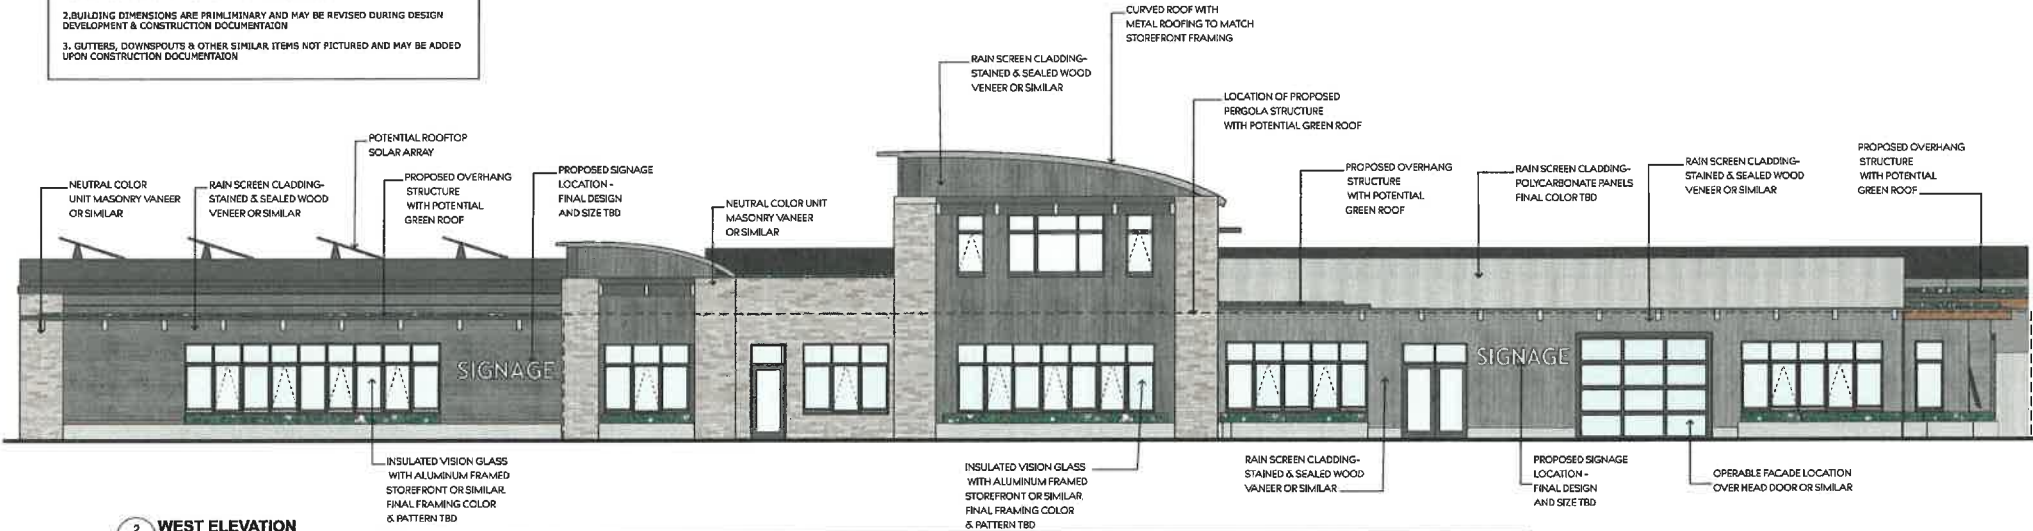 2.BUILDING DIMENSIONS ARE PRIMLIMINARY AND MAY BE REVISED DURING DESIGN
DEVELOPMENT & CONSTRUCTION DOCUMENTAION
3. GUTTERS, DOWNSPOUTS & OTHER SIMILAR ITEMS NOT PICTURED AND MAY BE ADDED
UPON CONSTRUCTION DOCUMENTAION
CURVED ROOF WITH
METAL ROOFING TO MATCH
STOREFRONT FRAMING
RAIN SCREEN CLADDING-
STAINED & SEALED WOOD
VENEER OR SIMILAR
LOCATION OF PROPOSED
PERGOLA STRUCTURE
WITH POTENTIAL GREEN ROOF
POTENTIAL ROOFTOP
SOLAR ARRAY
NEUTRAL COLOR
UNIT MASONRY VANEER
OR SIMILAR
RAIN SCREEN CLADDING-
STAINED & SEALED WOOD
VENEER OR SIMILAR
PROPOSED OVERHANG
STRUCTURE
WITH POTENTIAL
GREEN ROOF
PROPOSED SIGNAGE
LOCATION -
FINAL DESIGN
AND SIZE TBD
NEUTRAL COLOR UNIT
MASONRY VANEER
OR SIMILAR
PROPOSED OVERHANG
STRUCTURE
WITH POTENTIAL
GREEN ROOF
RAIN SCREEN CLADDING-
POLYCARBONATE PANELS
FINAL COLOR TBD
RAIN SCREEN CLADDING-
STAINED & SEALED WOOD
VENEER OR SIMILAR
PROPOSED OVERHANG
STRUCTURE
WITH POTENTIAL
GREEN ROOF
SIGNAGE
SIGNAGE
INSULATED VISION GLASS
WITH ALUMINUM FRAMED
STOREFRONT OR SIMILAR.
FINAL FRAMING COLOR
& PATTERN TBD
INSULATED VISION GLASS
WITH ALUMINUM FRAMED
STOREFRONT OR SIMILAR.
FINAL FRAMING COLOR
& PATTERN TBD
RAIN SCREEN CLADDING-
STAINED & SEALED WOOD
VANEER OR SIMILAR
PROPOSED SIGNAGE
LOCATION -
FINAL DESIGN
AND SIZE TBD
OPERABLE FACADE LOCATION
OVER HEAD DOOR OR SIMILAR
2 WEST ELEVATION